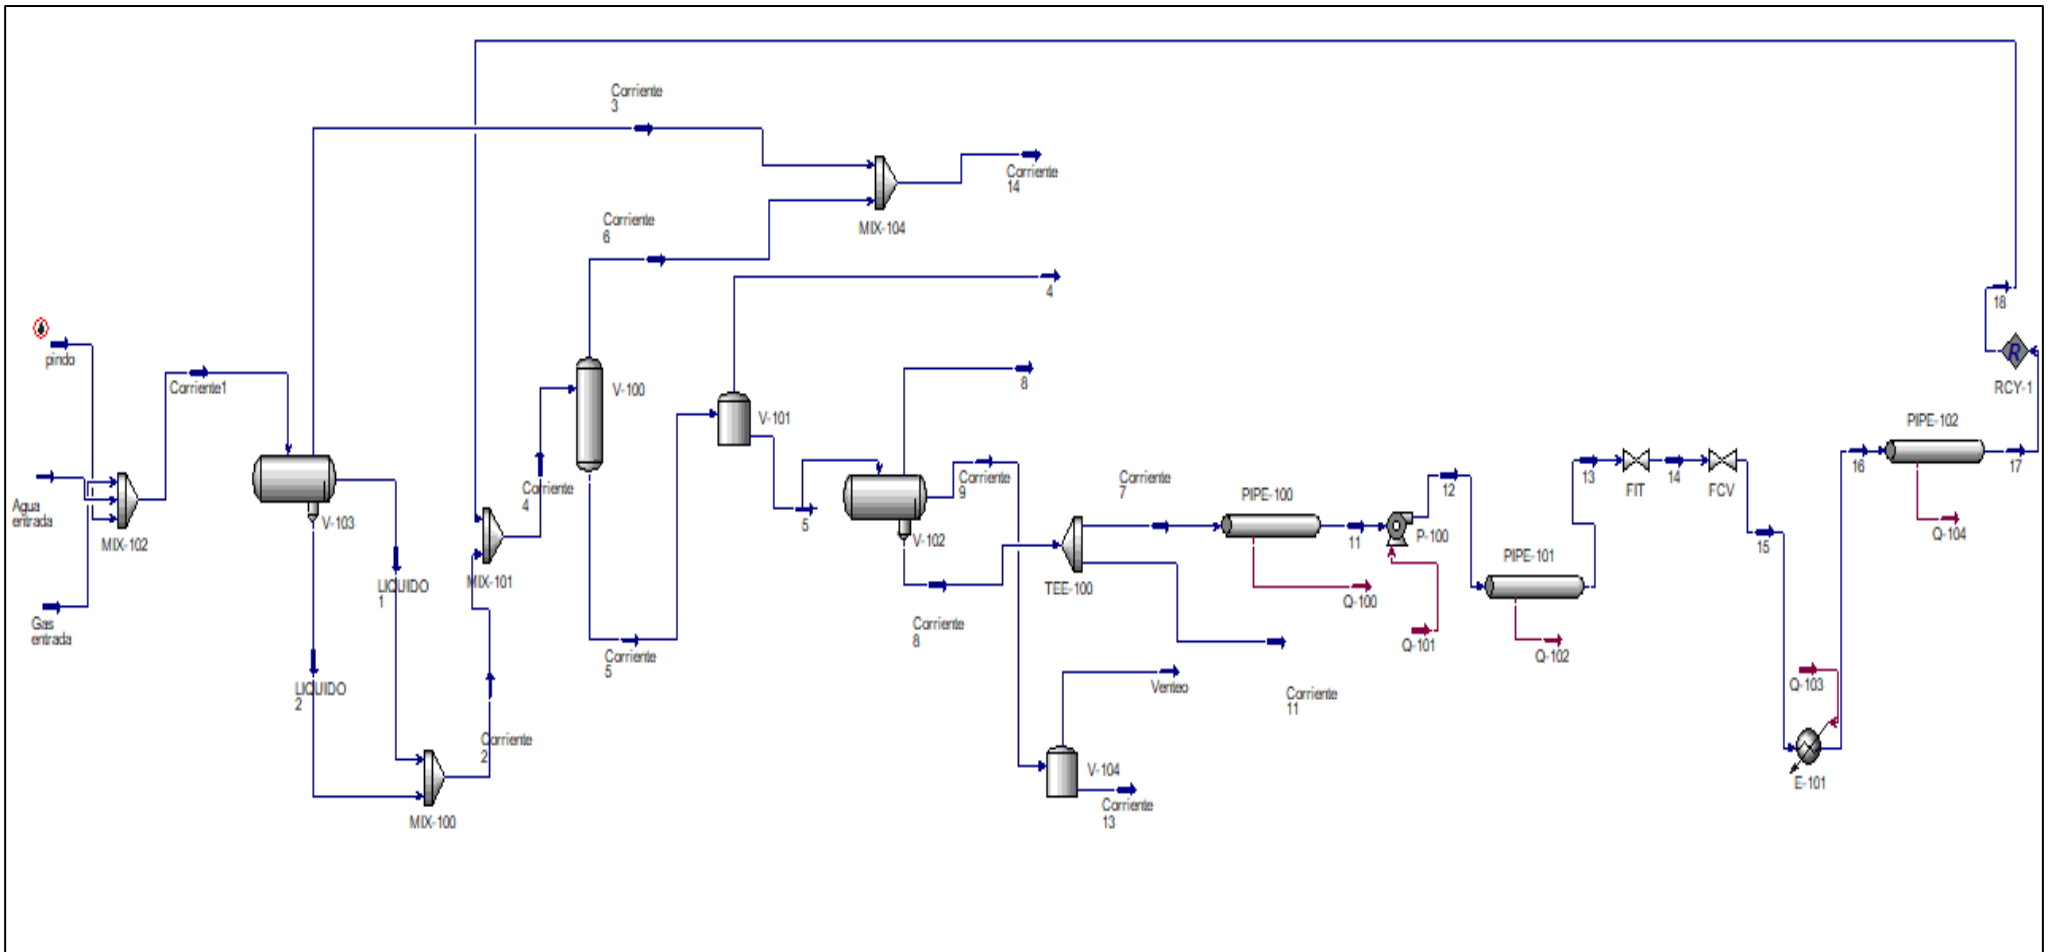 Corriente
3
Corriente
14
MIX-104
Corriente
6
4
pindo
Corriente1
V-100
V-101
8
18
R
RCY-1
PIPE-102
16
17
Q-104
Agua
entrada
MIX-102
V-103
Corriente
4
MIX-101
5
V-102
Corriente
9
Corriente
7
PIPE-100
11
P-100
12
13
FIT
14
FCV
15
PIPE-101
TEE-100
Q-100
Q-101
Q-102
Gas
entrada
LIQUIDO
1
LIQUIDO
2
Corriente
5
Corriente
8
Venteo
Corriente
11
Q-103
Corriente
2
MIX-100
V-104
Corriente
13
E-101